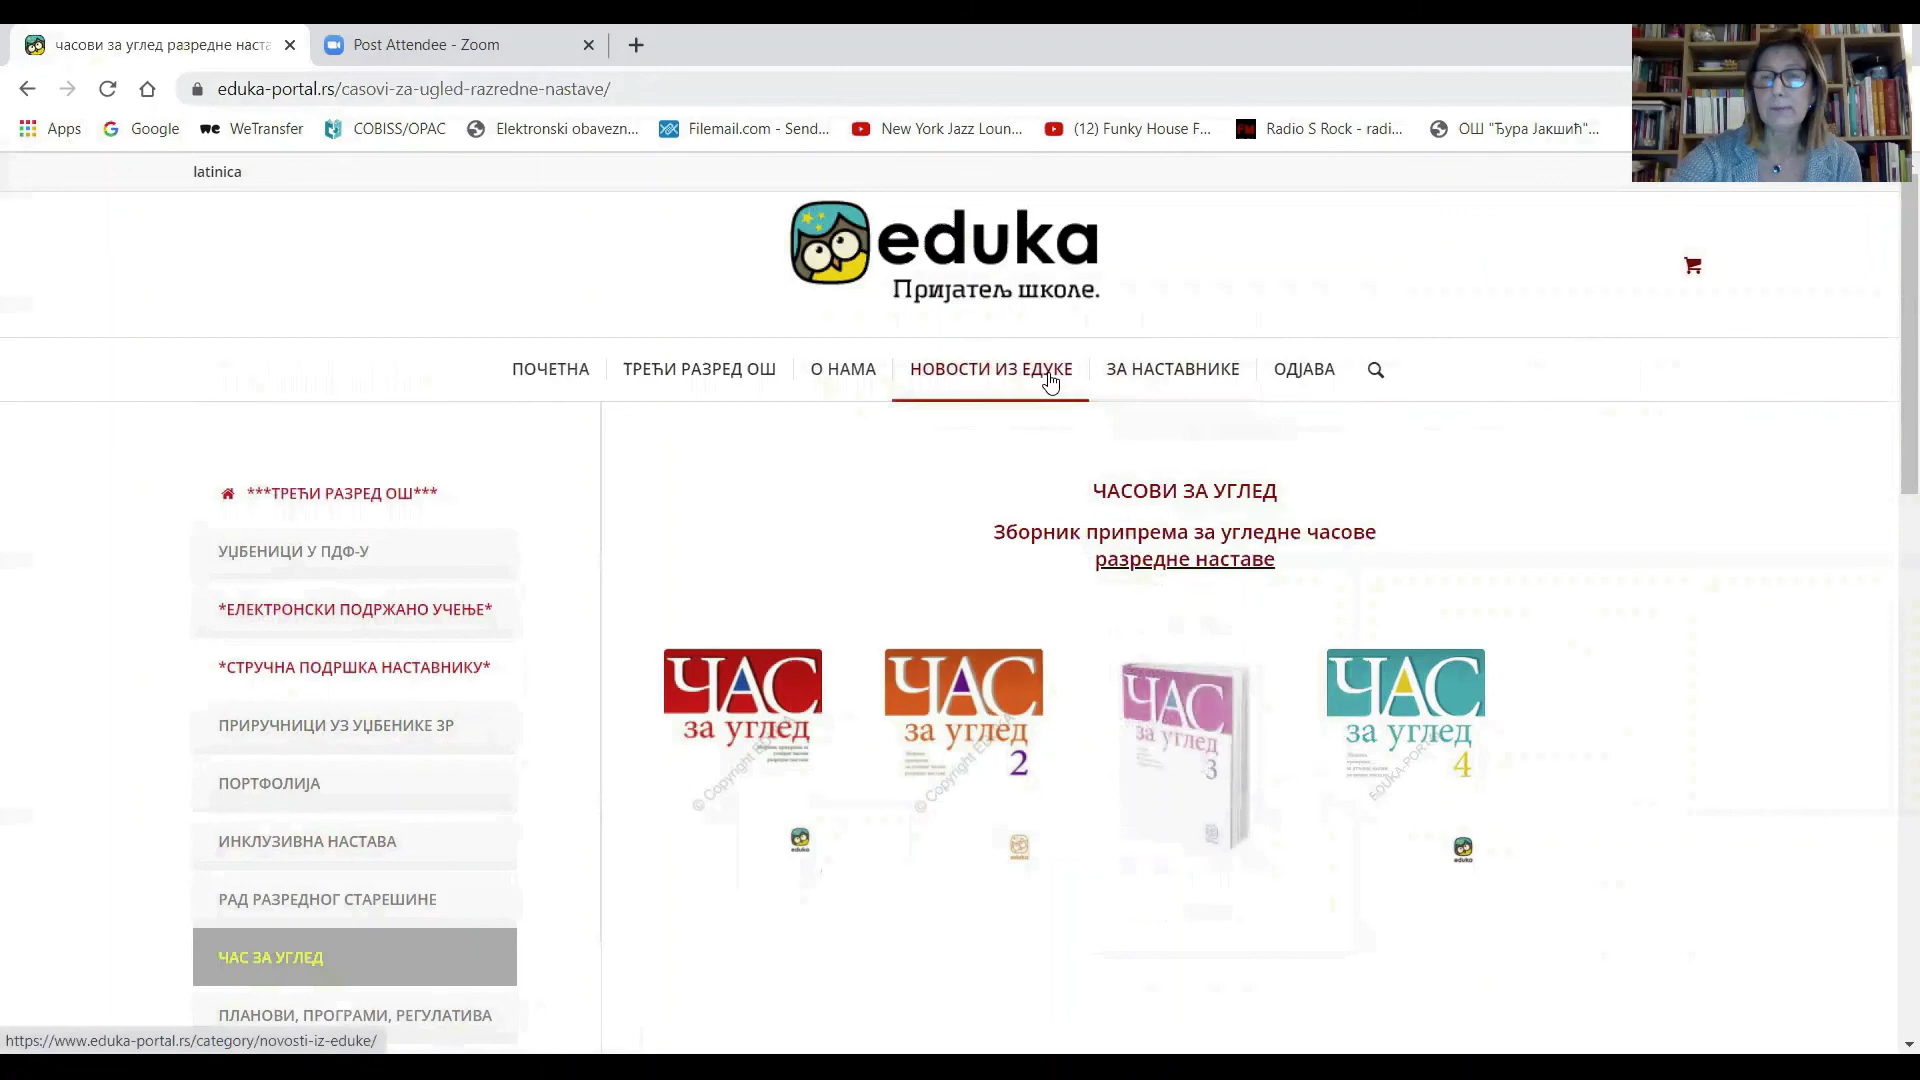 часови за углед разредне наста
Post Attendee - Zoom
eduka-portal.rs/casovi-za-ugled-razredne-nastave/
Apps
Google
WeTransfer
COBISS/OPAC
Elektronski obavezn...
Filemail.com - Send...
New York Jazz Loun...
(12) Funky House F...
Radio S Rock - radi...
ОШ "Ђура Јакшић"...
latinica
eduka
Пријатељ школе.
ПОЧЕТНА
ТРЕЋИ РАЗРЕД ОШ
О НАМА
НОВОСТИ ИЗ ЕДУКЕ
ЗА НАСТАВНИКЕ
ОДЈАВА
***ТРЕЋИ РАЗРЕД ОШ***
УЏБЕНИЦИ У ПДФ-У
*ЕЛЕКТРОНСКИ ПОДРЖАНО УЧЕЊЕ*
*СТРУЧНА ПОДРШКА НАСТАВНИКУ*
ПРИРУЧНИЦИ УЗ УЏБЕНИКЕ 3Р
ПОРТФОЛИЈА
ИНКЛУЗИВНА НАСТАВА
РАД РАЗРЕДНОГ СТАРЕШИНЕ
ЧАС ЗА УГЛЕД
ПЛАНОВИ, ПРОГРАМИ, РЕГУЛАТИВА
ЧАСОВИ ЗА УГЛЕД
Зборник припрема за угледне часове
разредне наставе
ЧАС
за углед
© Copyright
eduka
ЧАС
за углед
2
© Copyright
eduka
ЧАС
за углед
3
ЧАС
за углед
4
eduka
https://www.eduka-portal.rs/category/novosti-iz-eduke/